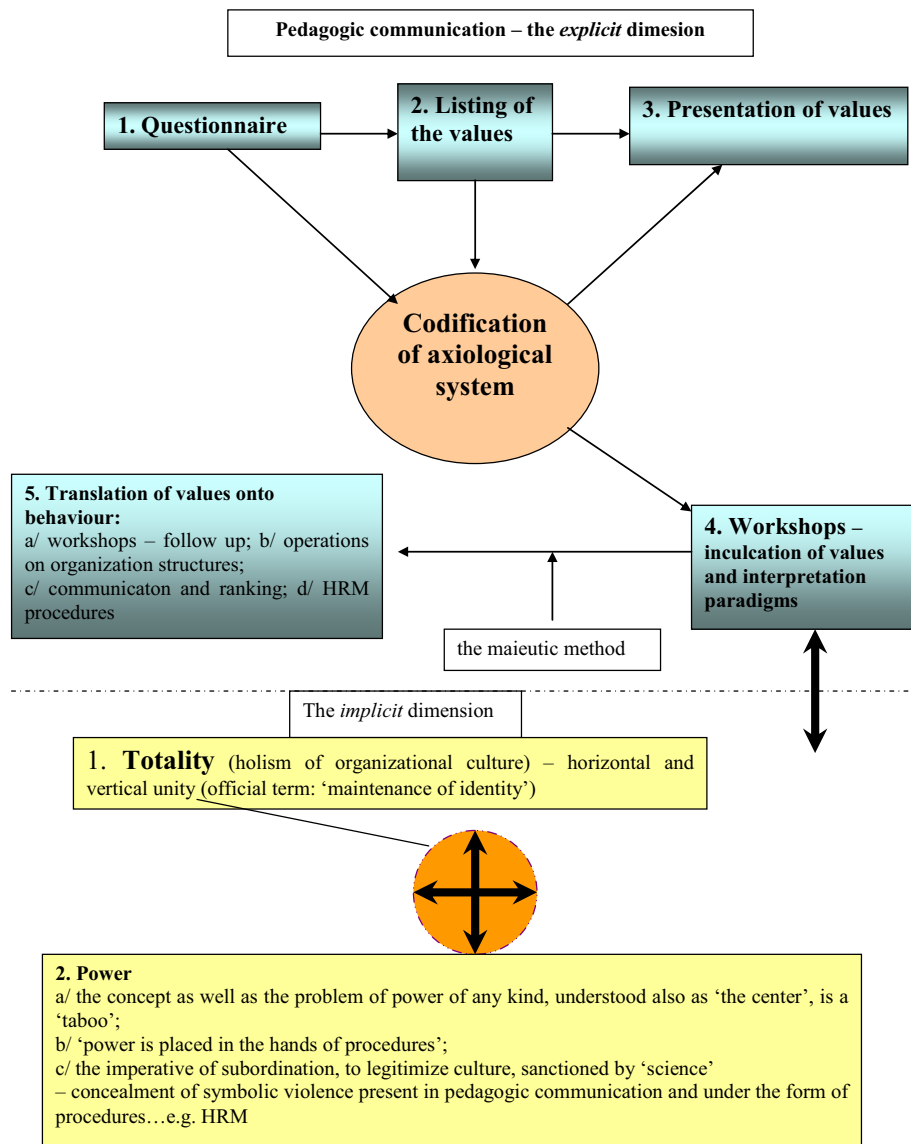 Pedagogic communication – the explicit dimesion
1. Questionnaire
2. Listing of
the values
3. Presentation of values
Codification
of axiological
system
5. Translation of values onto
behaviour:
a/ workshops – follow up; b/ operations
on organization structures;
c/ communicaton and ranking; d/ HRM
procedures
4. Workshops –
inculcation of values
and interpretation
paradigms
the maieutic method
The implicit dimension
1. Totality (holism of organizational culture) – horizontal and
vertical unity (official term: ‘maintenance of identity’)
2. Power
a/ the concept as well as the problem of power of any kind, understood also as ‘the center’, is a
‘taboo’;
b/ ‘power is placed in the hands of procedures’;
c/ the imperative of subordination, to legitimize culture, sanctioned by ‘science’
– concealment of symbolic violence present in pedagogic communication and under the form of
procedures…e.g. HRM